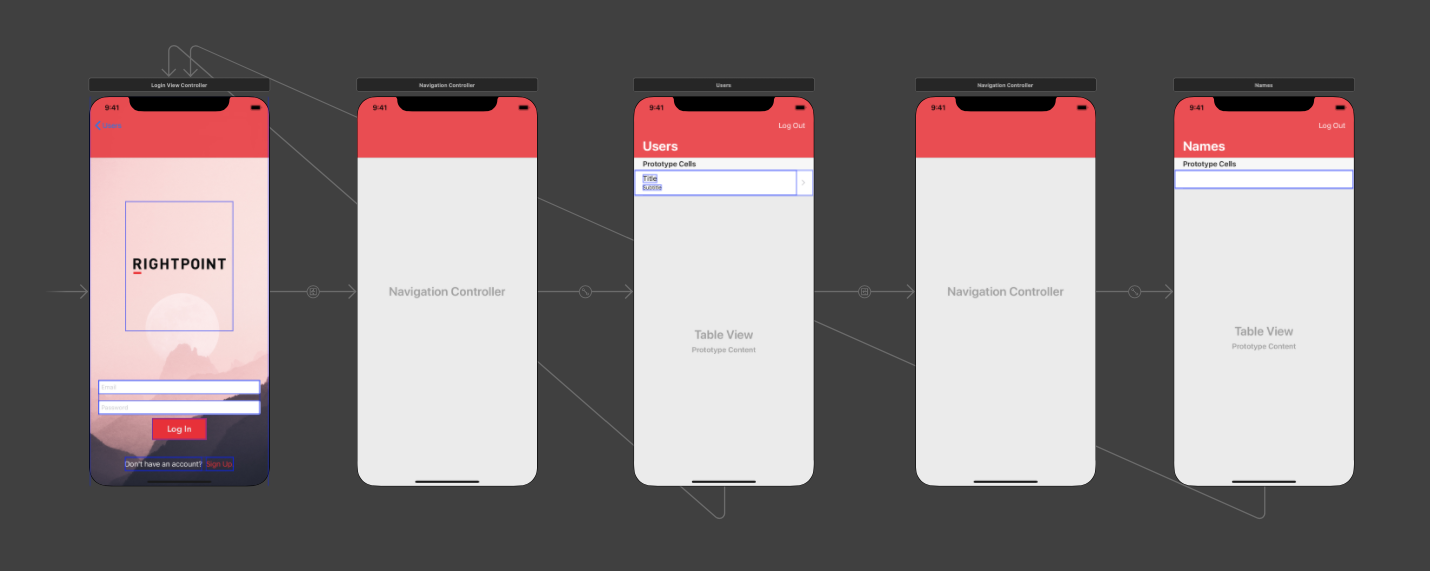 Login View Controller
9:41
Users
RIGHTPOINT
Email
Password
Log In
Don't have an account? Sign Up
Navigation Controller
9:41
Navigation Controller
Users
9:41
Log Out
Users
Prototype Cells
Title
Subtitle
Table View
Prototype Content
Navigation Controller
9:41
Navigation Controller
Names
9:41
Log Out
Names
Prototype Cells
Table View
Prototype Content